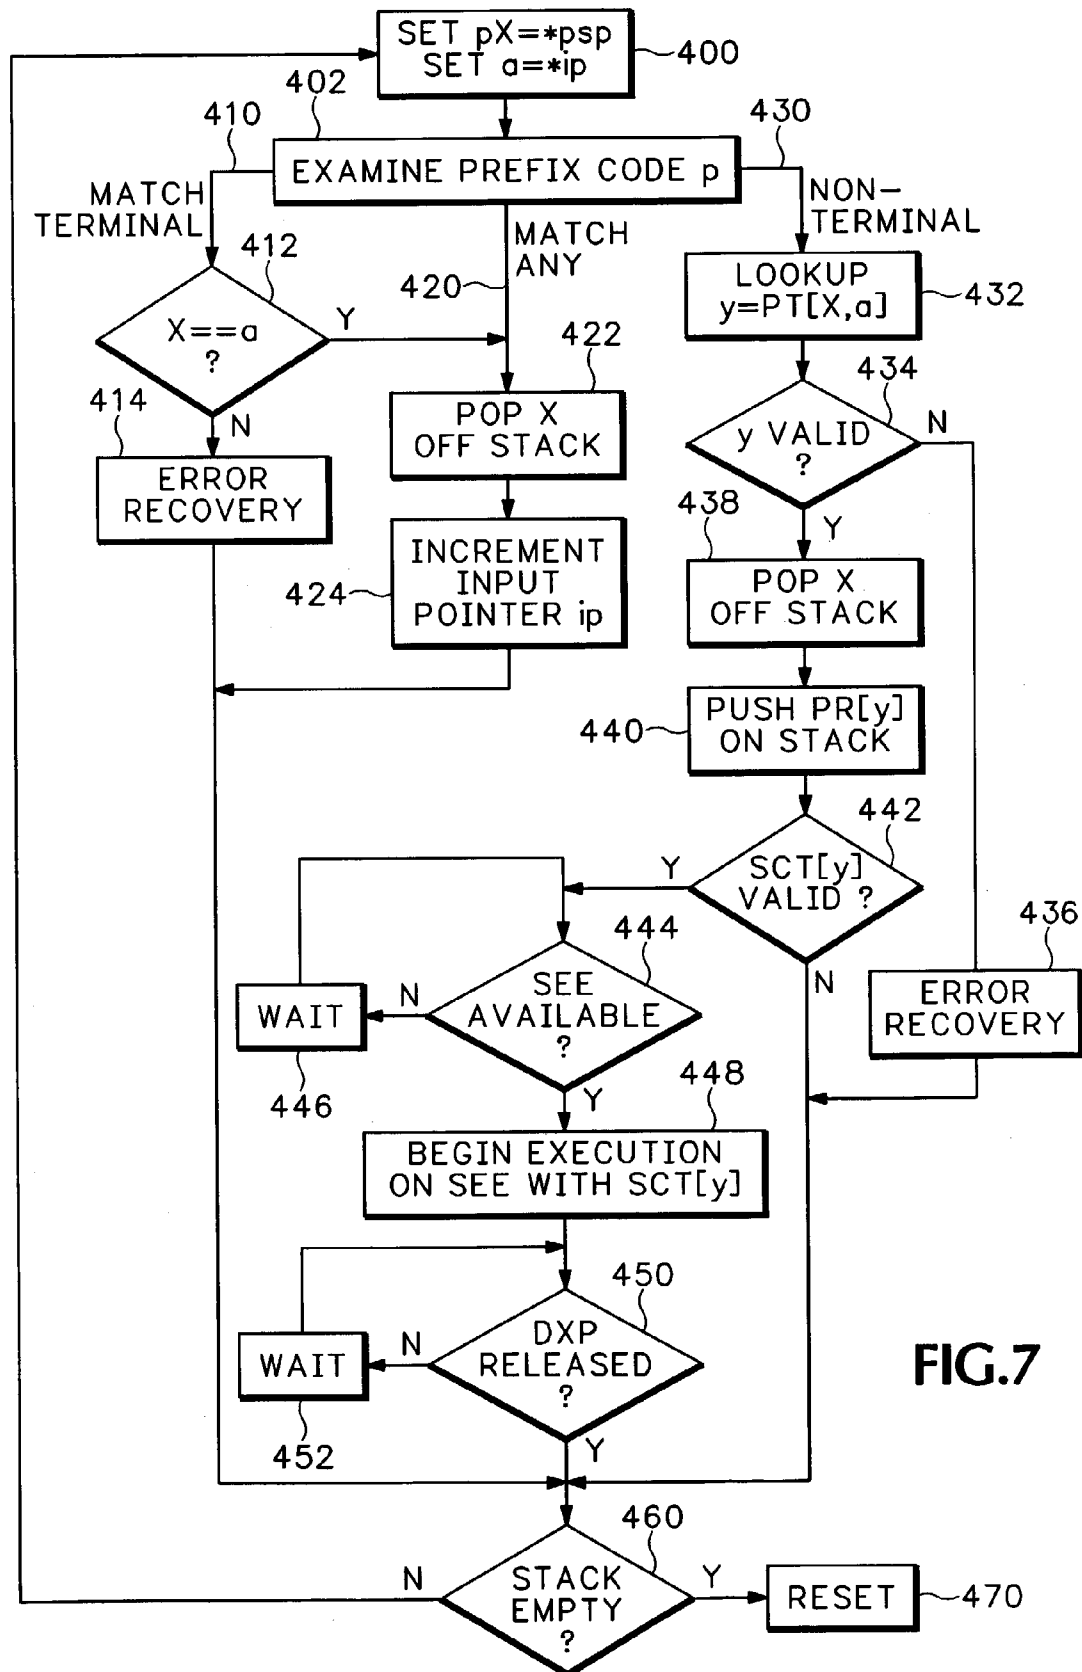 SET pX=*psp
SET a=*ip
400
402
410
430
EXAMINE PREFIX CODE p
MATCH
TERMINAL
MATCH
ANY
NON-
TERMINAL
412
420
LOOKUP
y=PT[X,a]
432
X==a
?
Y
422
434
414
N
POP X
OFF STACK
y VALID
?
N
ERROR
RECOVERY
438
Y
INCREMENT
INPUT
POINTER ip
424
POP X
OFF STACK
PUSH PR[y]
ON STACK
440
442
Y
SCT[y]
VALID ?
444
436
N
SEE
AVAILABLE
?
N
WAIT
ERROR
RECOVERY
446
Y
448
BEGIN EXECUTION
ON SEE WITH SCT[y]
450
DXP
RELEASED
?
N
WAIT
FIG.7
452
Y
460
N
STACK
EMPTY
?
Y
RESET
470